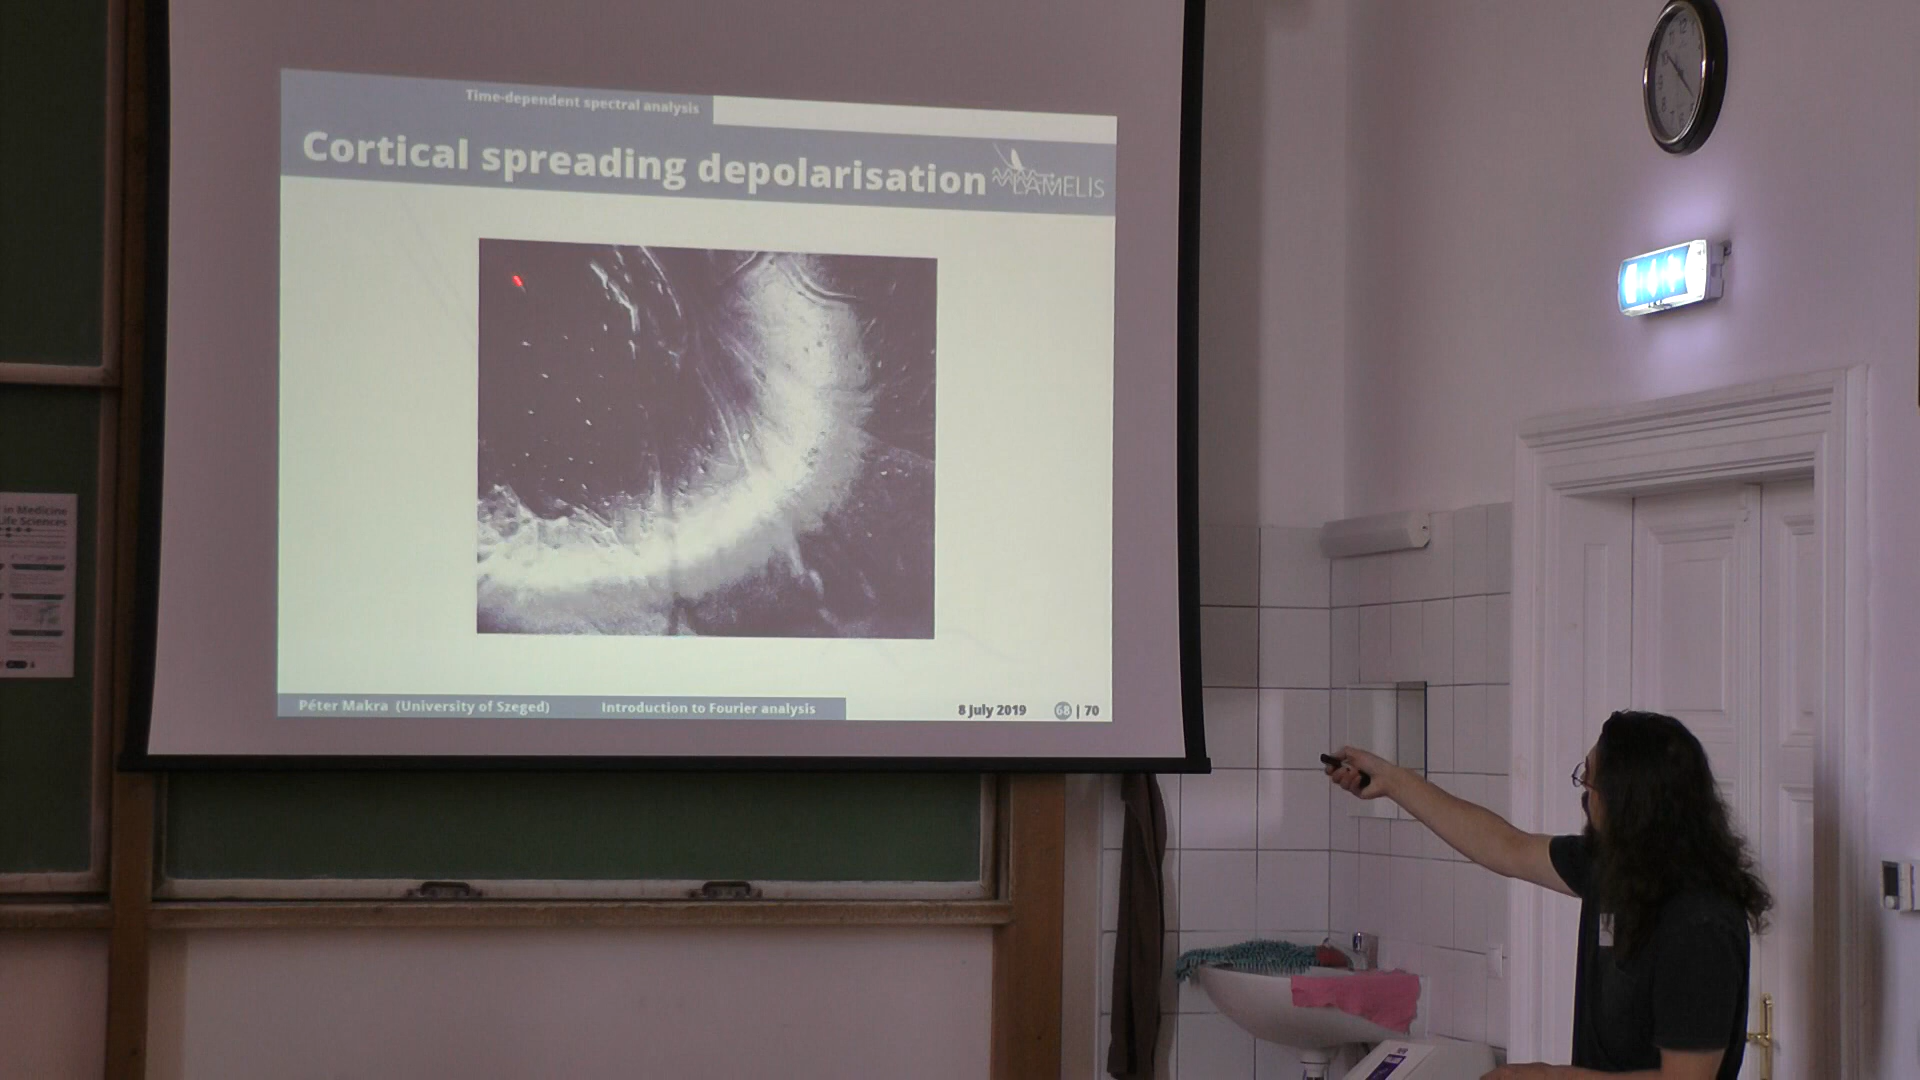 Time-dependent spectral analysis
Cortical spreading depolarisation
LAMELIS
in Medicine
Life Sciences
Péter Makra (University of Szeged)
Introduction to Fourier analysis
8 July 2019
68 | 70